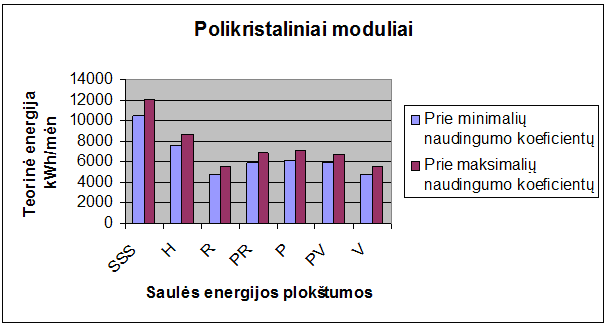 Polikristaliniai moduliai
Teorinė energija
kWh/mėn
14000
12000
10000
8000
6000
4000
2000
0
SSS
H
R
PR
P
PV
V
Saulės energijos plokštumos
Prie minimalių
naudingumo koeficientų
Prie maksimalių
naudingumo koeficientų